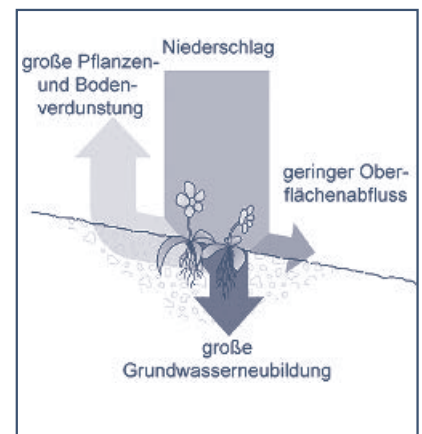 Niederschlag
große Pflanzen-
und Boden-
verdunstung
geringer Ober-
flächenabfluss
große
Grundwasserneubildung